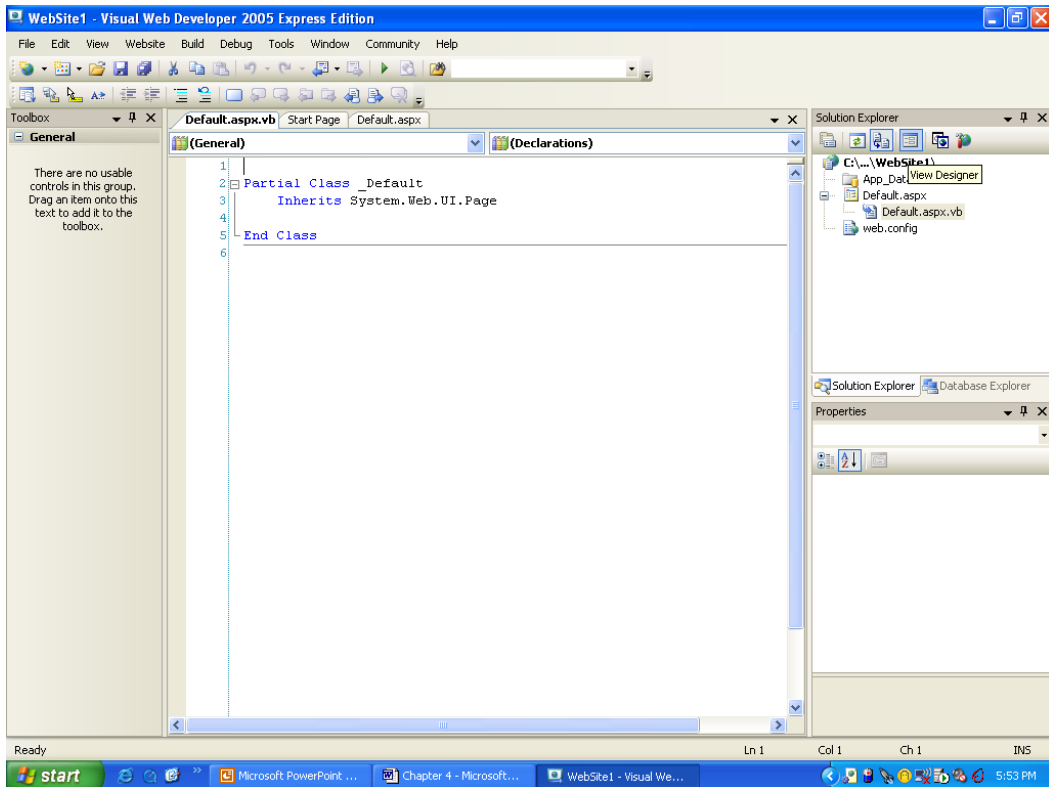 WebSite1 - Visual Web Developer 2005 Express Edition
File Edit View Website Build Debug Tools Window Community Help
Toolbox
General
There are no usable
controls in this group.
Drag an item onto this
text to add it to the
toolbox.
Default.aspx.vb Start Page Default.aspx
(General) (Declarations)
1
2 Partial Class _Default
3 Inherits System.Web.UI.Page
4
5 End Class
6
Solution Explorer
C:\...\WebSite1\
App_Dat
View Designer
Default.aspx
Default.aspx.vb
web.config
Solution Explorer Database Explorer
Properties
Ready Ln 1 Col 1 Ch 1 INS
start Microsoft PowerPoint ... Chapter 4 - Microsoft... WebSite1 - Visual We... 5:53 PM